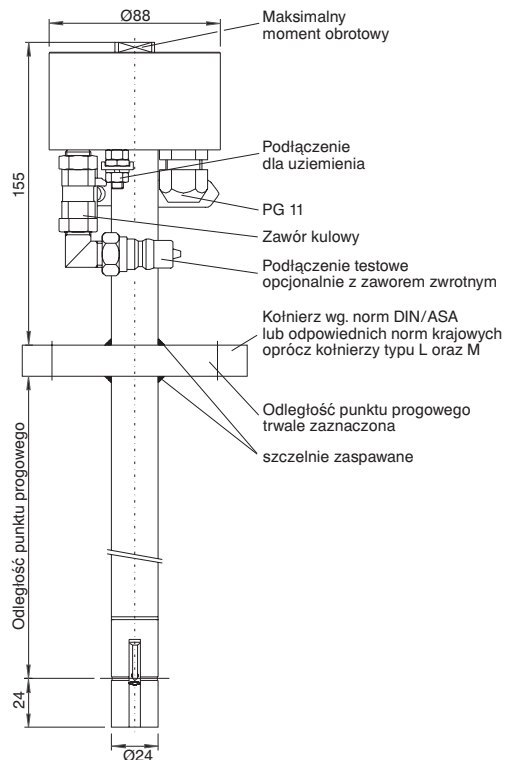 Ø88
Maksymalny
moment obrotowy
155
Podłączenie
dla uziemienia
PG 11
Zawór kulowy
Podłączenie testowe
opcjonalnie z zaworem zwrotnym
Kołnierz wg. norm DIN/ASA
lub odpowiednich norm krajowych
oprócz kołnierzy typu L oraz M
Odległość punktu progowego
trwale zaznaczona
szczelnie zaspawane
Odległość punktu progowego
24
Ø24